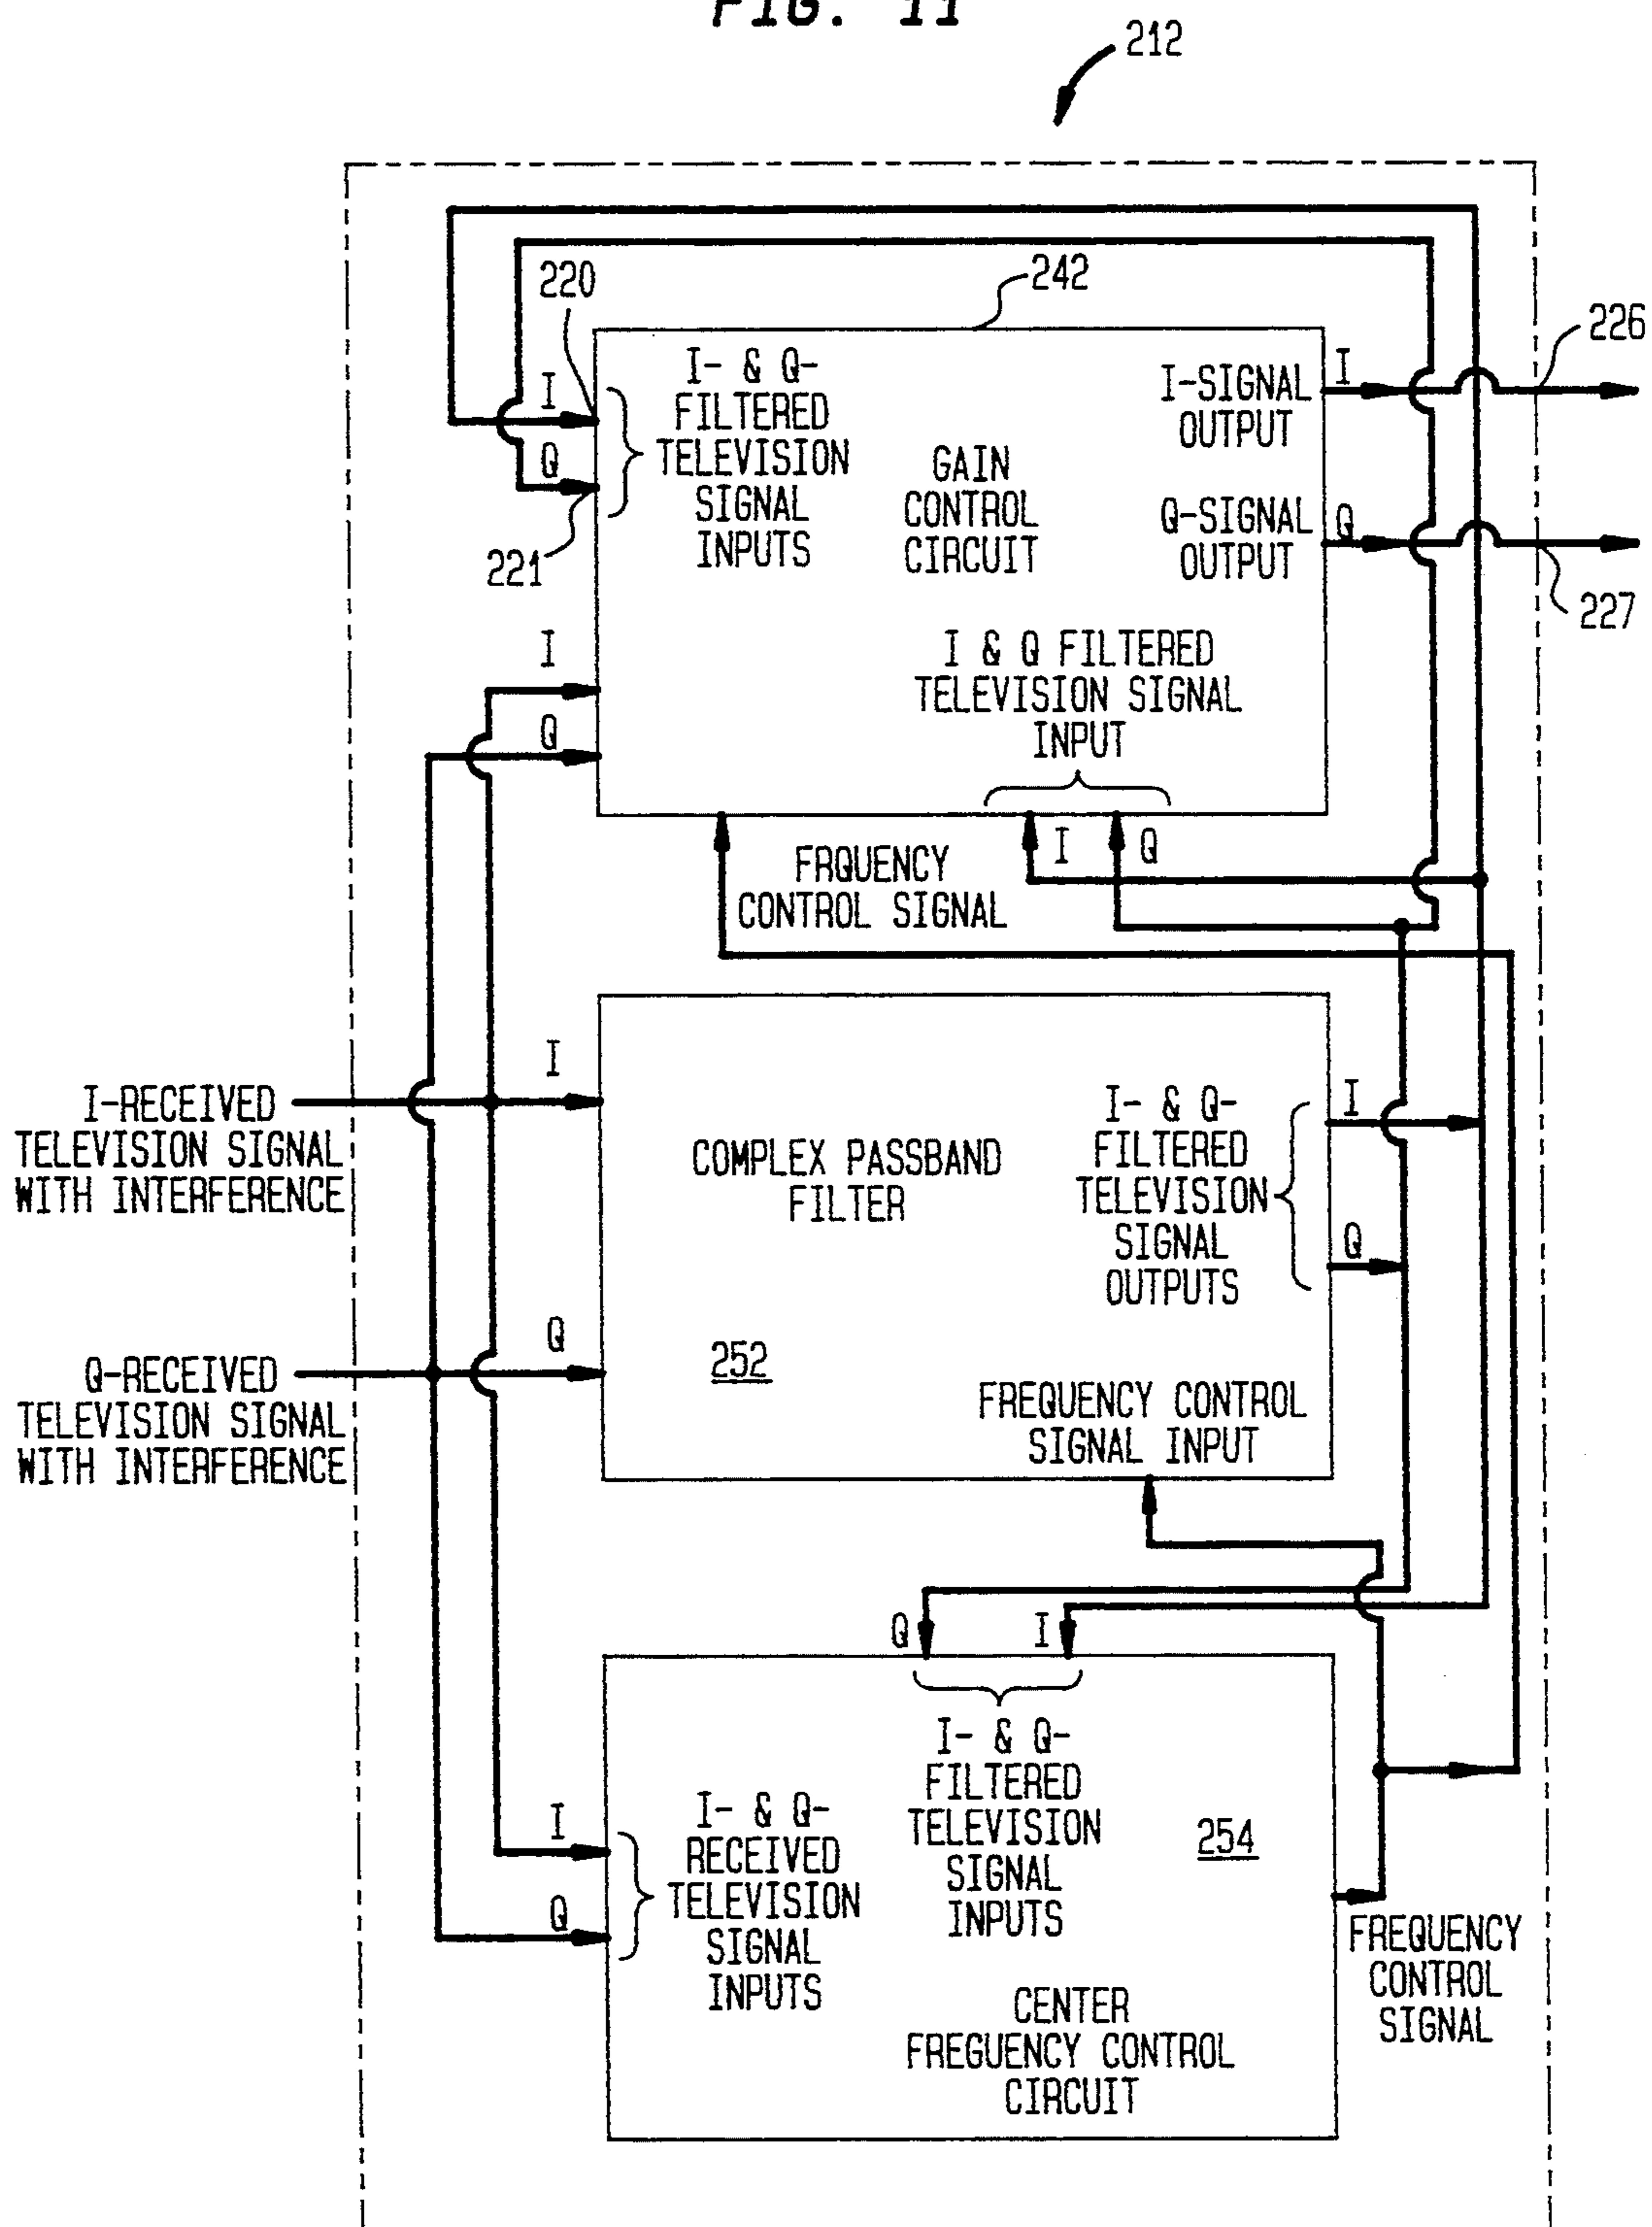 FIG. 11
212
220
242
226
I
I- & Q-
FILTERED
TELEVISION
SIGNAL
INPUTS
Q
221
GAIN
CONTROL
CIRCUIT
I-SIGNAL
OUTPUT
I
Q-SIGNAL
OUTPUT
Q
227
I
Q
I & Q FILTERED
TELEVISION SIGNAL
INPUT
I
Q
FRQUENCY
CONTROL SIGNAL
I
I-RECEIVED
TELEVISION SIGNAL
WITH INTERFERENCE
COMPLEX PASSBAND
FILTER
I- & Q-
FILTERED
TELEVISION
SIGNAL
OUTPUTS
I
Q
Q
Q-RECEIVED
TELEVISION SIGNAL
WITH INTERFERENCE
252
FREQUENCY CONTROL
SIGNAL INPUT
Q
I
I- & Q-
FILTERED
TELEVISION
SIGNAL
INPUTS
I
Q
I- & Q-
RECEIVED
TELEVISION
SIGNAL
INPUTS
254
FREQUENCY
CONTROL
SIGNAL
CENTER
FREGUENCY CONTROL
CIRCUIT